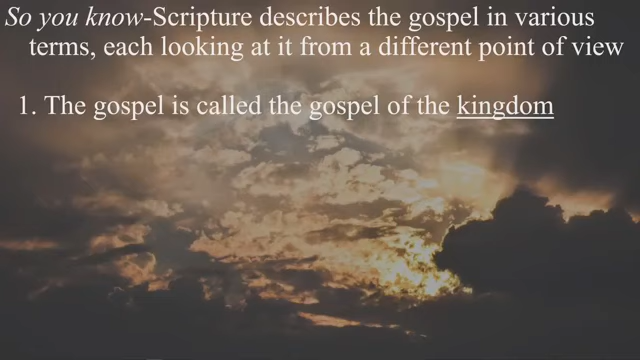 So you know-Scripture describes the gospel in various
terms, each looking at it from a different point of view
1. The gospel is called the gospel of the kingdom